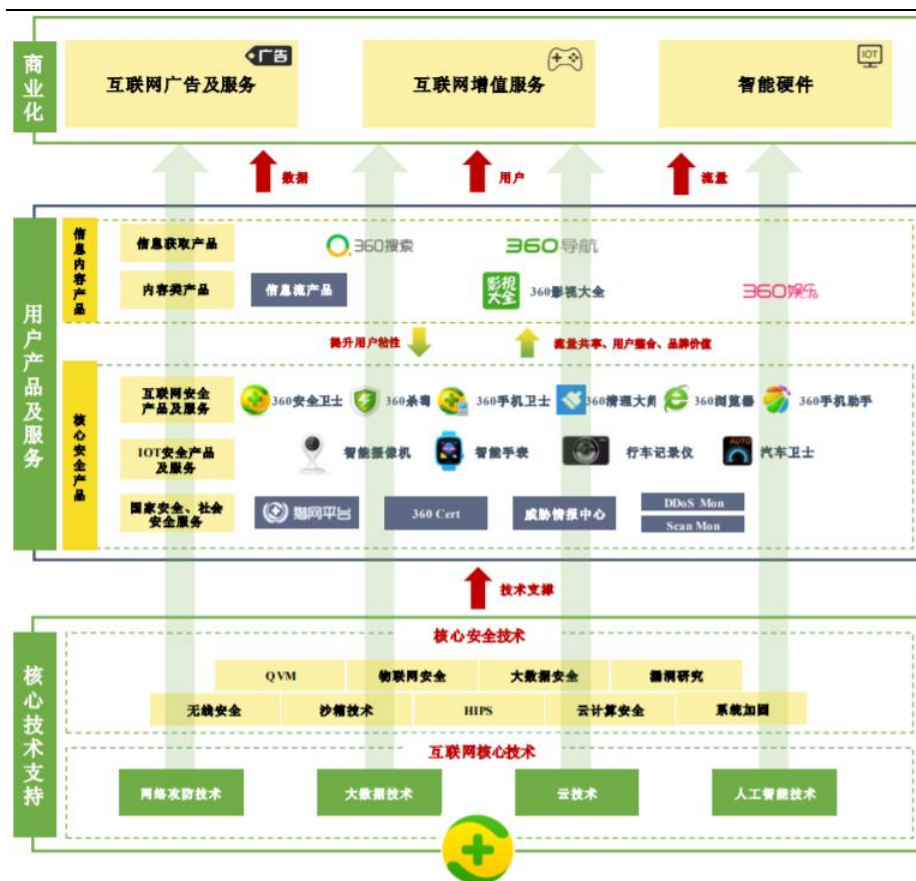 商业化
广告
互联网广告及服务
互联网增值服务
IOT
智能硬件
数据
用户
流量
用户产品及服务
信息内容产品
信息获取产品
360搜索
360导航
内容类产品
信息流产品
影视大全
360影视大全
360娱乐
提升用户粘性
流量共享、用户整合、品牌价值
核心安全产品
互联网安全
产品及服务
360安全卫士
360杀毒
360手机卫士
360清理大师
360浏览器
360手机助手
IOT安全产品
及服务
智能摄像机
智能手表
行车记录仪
AUTO
汽车卫士
国家安全、社会
安全服务
猎网平台
360 Cert
威胁情报中心
DDoS Mon
Scan Mon
技术支撑
核心技术支持
核心安全技术
QVM
物联网安全
大数据安全
漏洞研究
无线安全
沙箱技术
HIPS
云计算安全
系统加固
互联网核心技术
网络攻防技术
大数据技术
云技术
人工智能技术